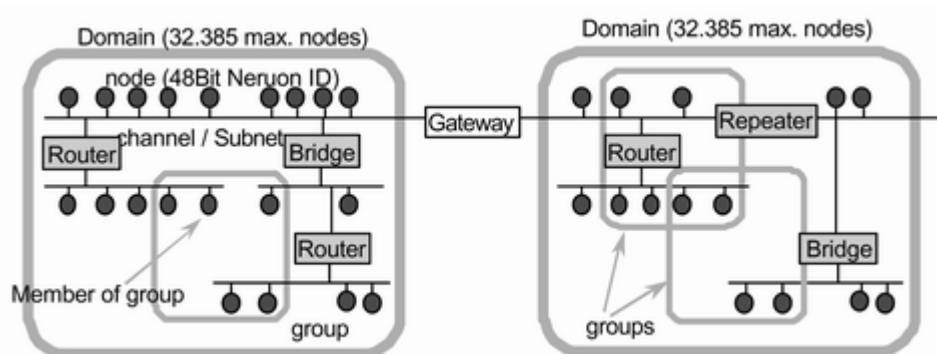 Domain (32.385 max. nodes)
node (48Bit Neruon ID)
channel / Subnet
Router
Bridge
Router
Member of group
group
Gateway
Domain (32.385 max. nodes)
Repeater
Router
Bridge
groups